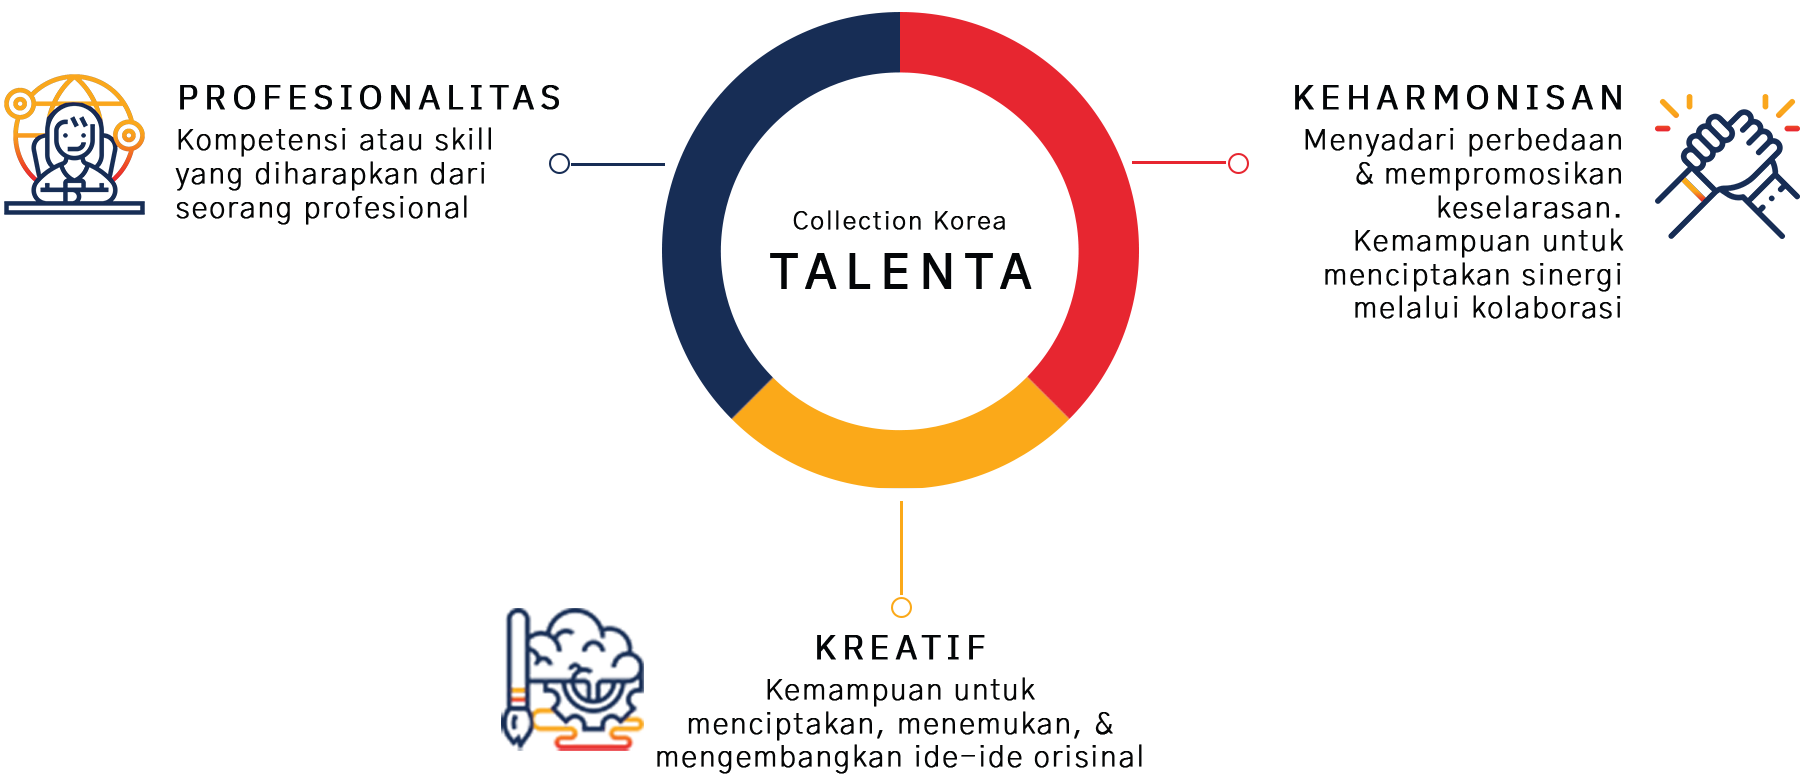 PROFESIONALITAS
Kompetensi atau skill
yang diharapkan dari
seorang profesional
Collection Korea
TALENTA
KEHARMONISAN
Menyadari perbedaan
& mempromosikan
keselarasan.
Kemampuan untuk
menciptakan sinergi
melalui kolaborasi
KREATIF
Kemampuan untuk
menciptakan, menemukan, &
mengembangkan ide-ide orisinal